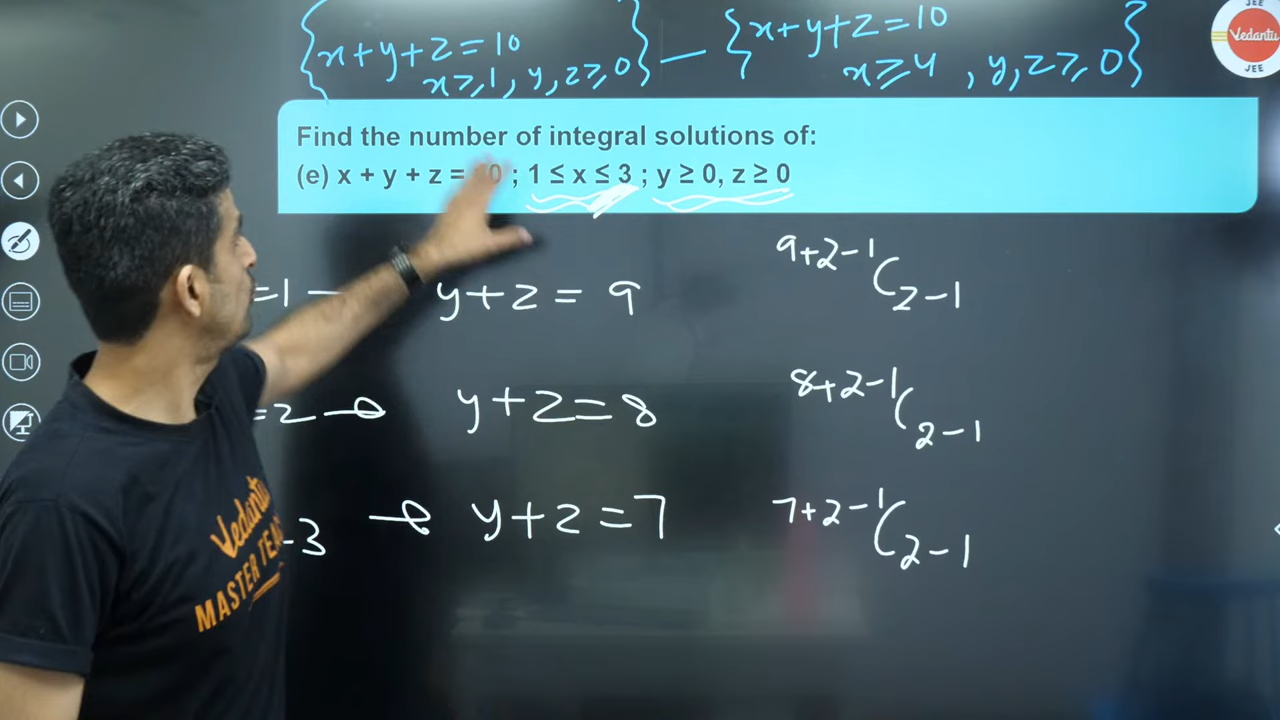 {x+y+z=10
x≥1, y,z≥0} — {x+y+z=10
x≥4, y,z≥0}
JEE
Vedantu
JEE
Find the number of integral solutions of:
(e) x + y + z = 0 ; 1 ≤ x ≤ 3 ; y ≥ 0, z ≥ 0
=1 — y+z=9 9+2-1C2-1
=2 → y+z=8 8+2-1C2-1
-3 → y+z=7 7+2-1C2-1
Vedantu
MASTER TEA